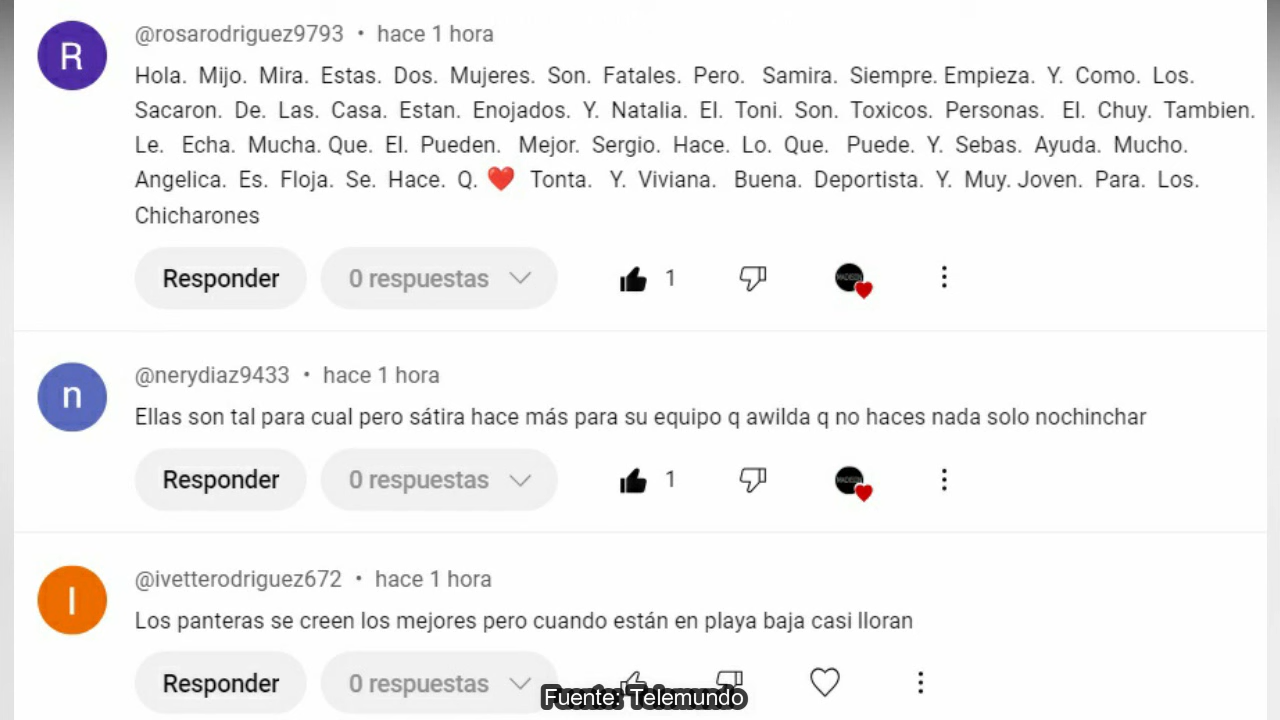 R
@rosarodriguez9793 • hace 1 hora
Hola. Mijo. Mira. Estas. Dos. Mujeres. Son. Fatales. Pero. Samira. Siempre. Empieza. Y. Como. Los.
Sacaron. De. Las. Casa. Estan. Enojados. Y. Natalia. El. Toni. Son. Toxicos. Personas. El. Chuy. Tambien.
Le. Echa. Mucha. Que. El. Pueden. Mejor. Sergio. Hace. Lo. Que. Puede. Y. Sebas. Ayuda. Mucho.
Angelica. Es. Floja. Se. Hace. Q. ❤️ Tonta. Y. Viviana. Buena. Deportista. Y. Muy. Joven. Para. Los.
Chicharones
Responder 0 respuestas 1
n
@nerydiaz9433 • hace 1 hora
Ellas son tal para cual pero sátira hace más para su equipo q awilda q no haces nada solo nochinchar
Responder 0 respuestas 1
I
@ivetterodriguez672 • hace 1 hora
Los panteras se creen los mejores pero cuando están en playa baja casi lloran
Responder 0 respuestas
Fuente: Telemundo